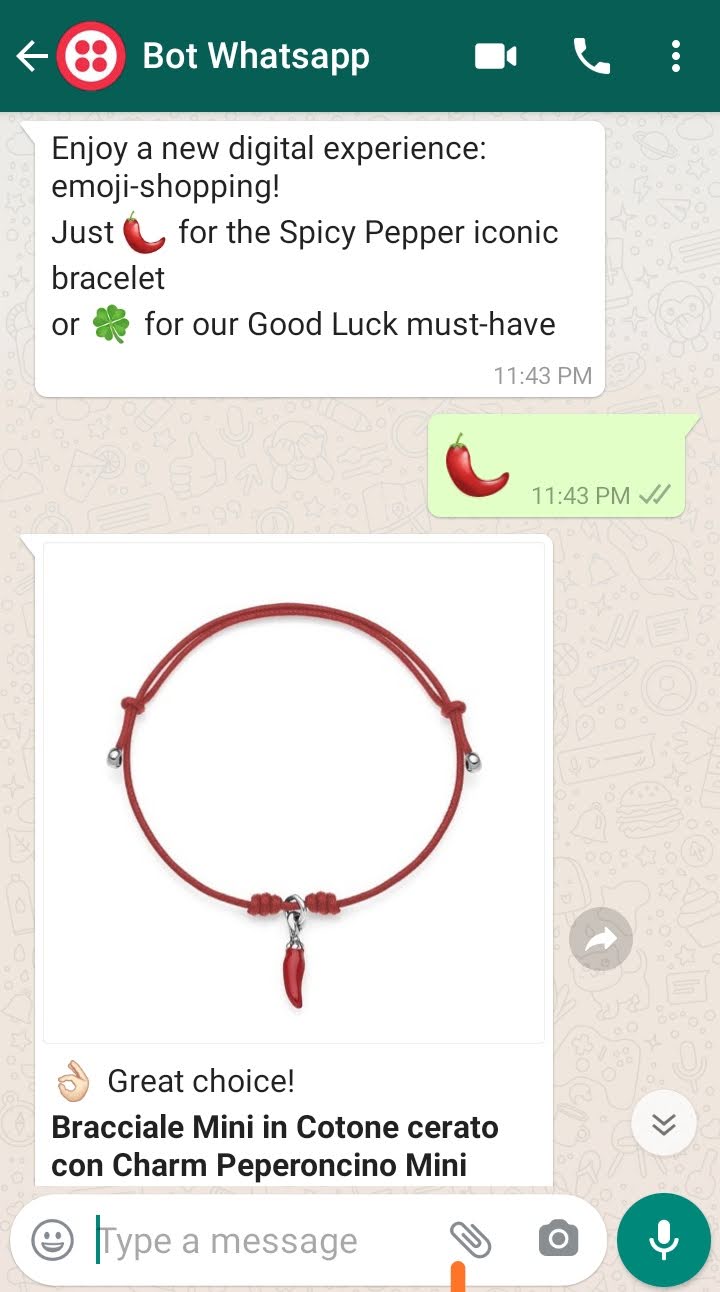 Bot Whatsapp
Enjoy a new digital experience:
emoji-shopping!
Just 🌶️ for the Spicy Pepper iconic
bracelet
or 🍀 for our Good Luck must-have
11:43 PM
🌶️ 11:43 PM
👌🏻 Great choice!
Bracciale Mini in Cotone cerato
con Charm Peperoncino Mini
Type a message